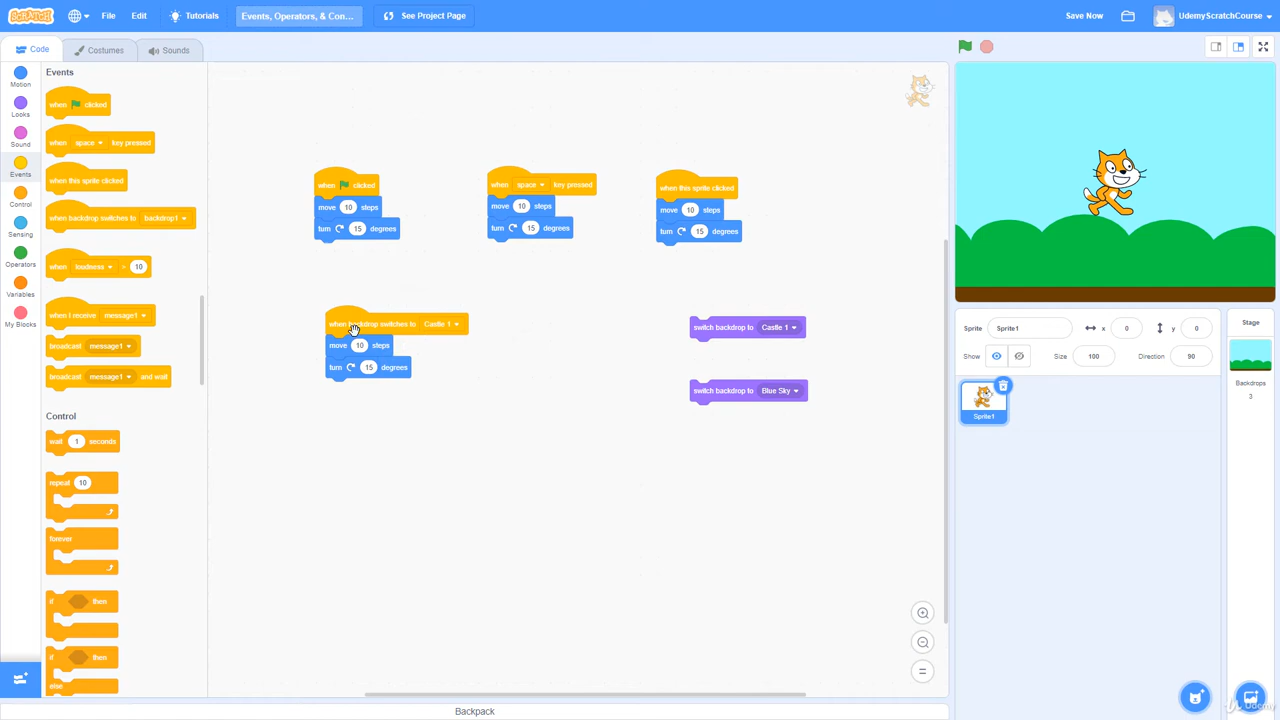 SCRATCH File Edit Tutorials Events, Operators, & Con... See Project Page Save Now UdemyScratchCourse
Code Costumes Sounds
Motion
Looks
Sound
Events
Control
Sensing
Operators
Variables
My Blocks
Events
when clicked
when space key pressed
when this sprite clicked
when backdrop switches to backdrop1
when loudness > 10
when I receive message1
broadcast message1
broadcast message1 and wait
Control
wait 1 seconds
repeat 10
forever
if then
if then
else
when clicked
move 10 steps
turn 15 degrees
when space key pressed
move 10 steps
turn 15 degrees
when this sprite clicked
move 10 steps
turn 15 degrees
when backdrop switches to Castle 1
move 10 steps
turn 15 degrees
switch backdrop to Castle 1
switch backdrop to Blue Sky
Sprite Sprite1 x 0 y 0
Show Size 100 Direction 90
Sprite1
Stage
Backdrops
3
Backpack
Udemy